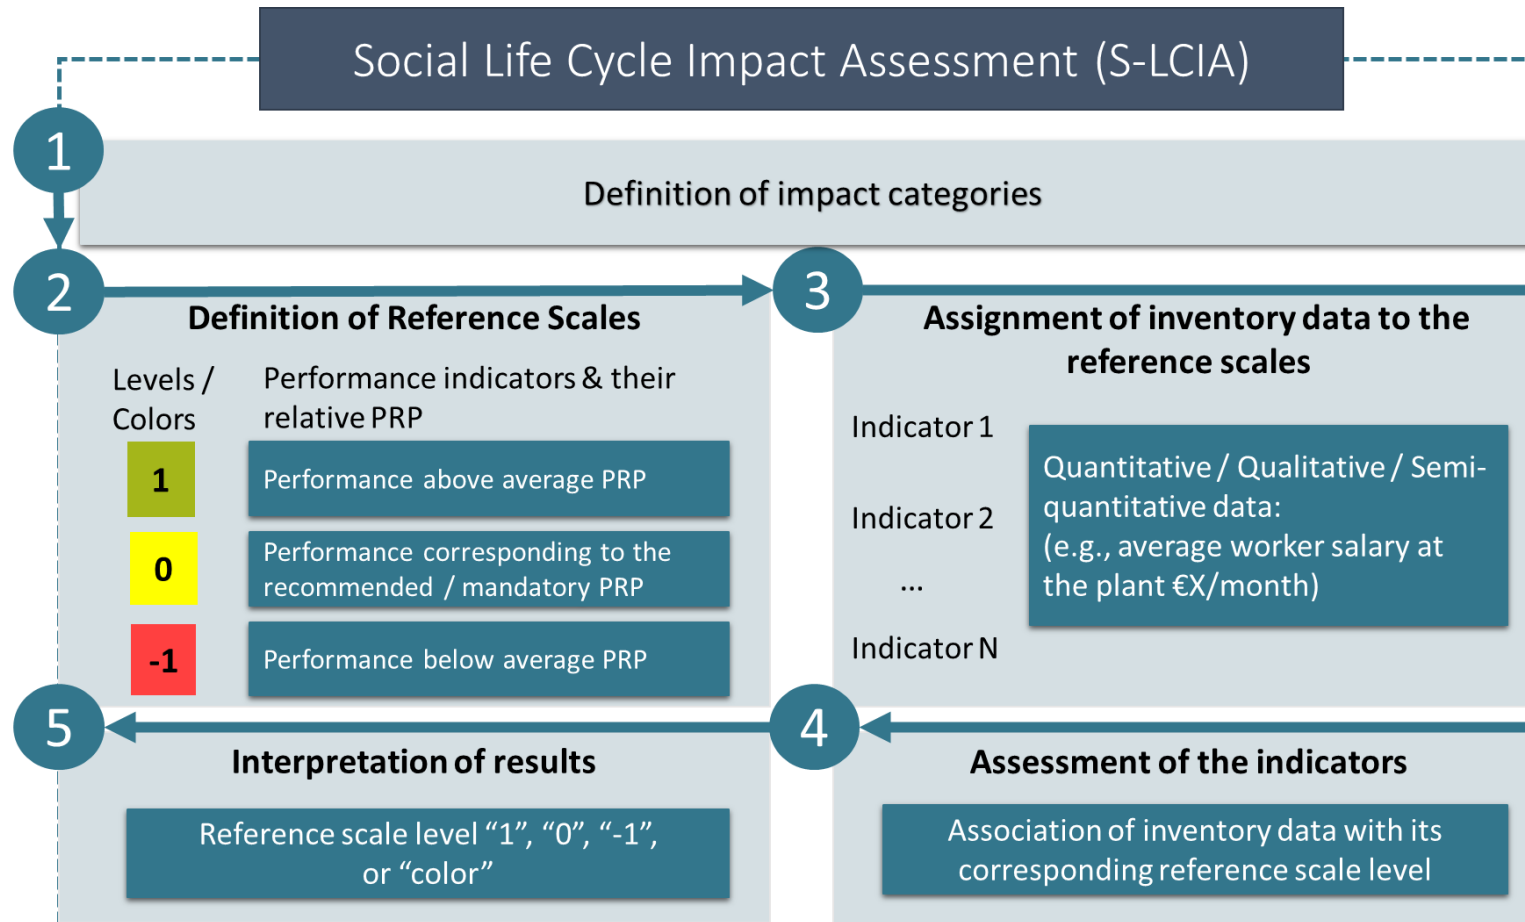 Social Life Cycle Impact Assessment (S-LCIA)
1
Definition of impact categories
2
Definition of Reference Scales
Levels /
Colors
Performance indicators & their
relative PRP
1
Performance above average PRP
0
Performance corresponding to the
recommended / mandatory PRP
-1
Performance below average PRP
3
Assignment of inventory data to the
reference scales
Indicator 1
Indicator 2
...
Indicator N
Quantitative / Qualitative / Semi-
quantitative data:
(e.g., average worker salary at
the plant €X/month)
4
Assessment of the indicators
Association of inventory data with its
corresponding reference scale level
5
Interpretation of results
Reference scale level “1”, “0”, “-1”,
or “color”